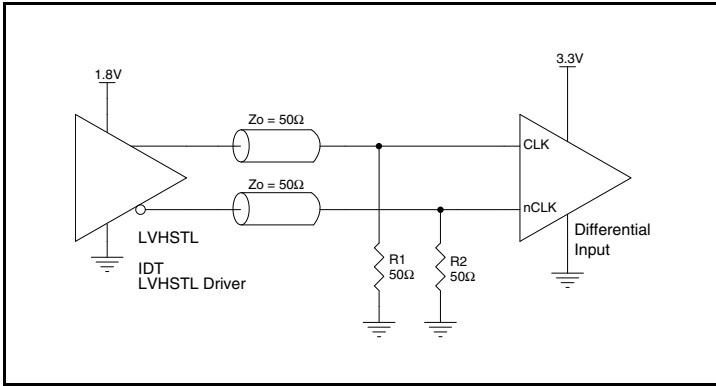 1.8V
3.3V
Zo = 50Ω
CLK
Zo = 50Ω
nCLK
LVHSTL
IDT
LVHSTL Driver
R1
50Ω
R2
50Ω
Differential
Input